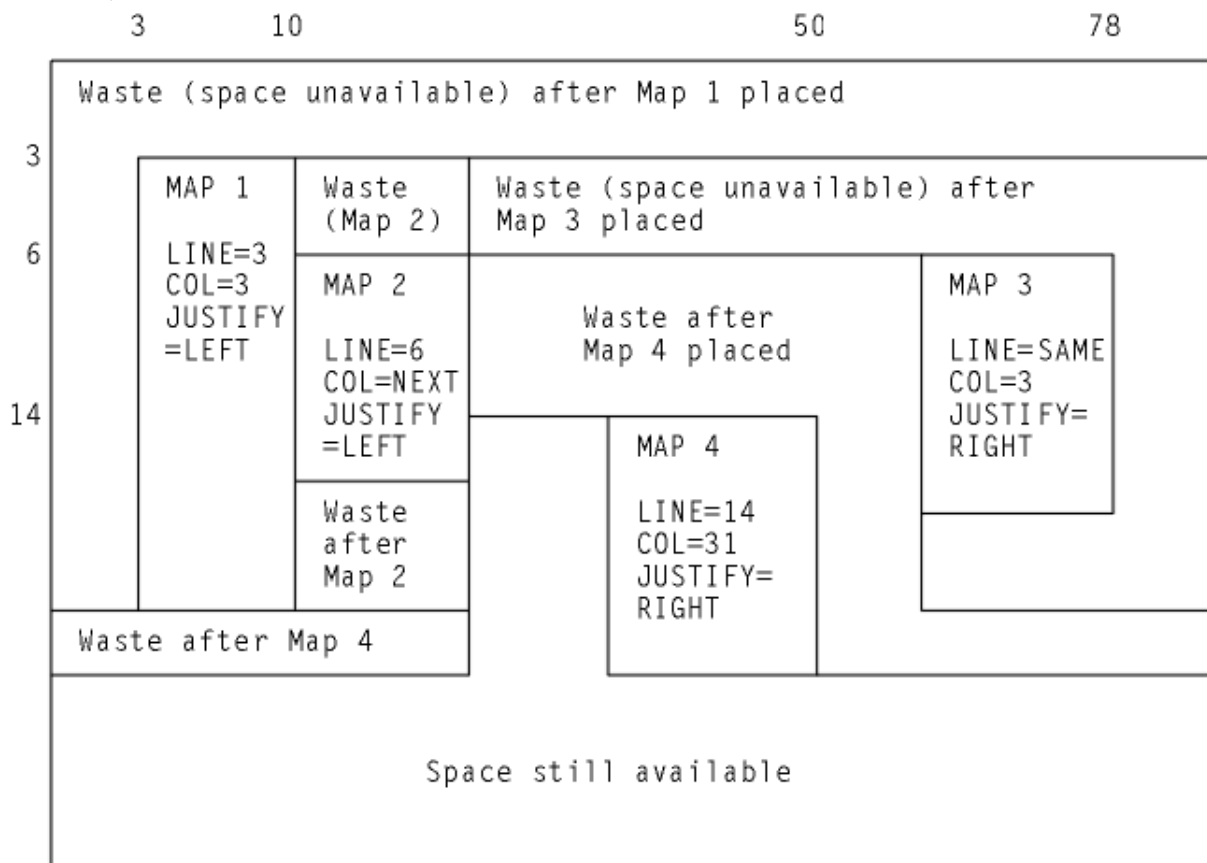 3 10 50 78
Waste (space unavailable) after Map 1 placed
3
MAP 1
LINE=3
COL=3
JUSTIFY
=LEFT
Waste
(Map 2)
Waste (space unavailable) after
Map 3 placed
6
MAP 2
LINE=6
COL=NEXT
JUSTIFY
=LEFT
Waste after
Map 4 placed
MAP 3
LINE=SAME
COL=3
JUSTIFY=
RIGHT
14
MAP 4
LINE=14
COL=31
JUSTIFY=
RIGHT
Waste
after
Map 2
Waste after Map 4
Space still available